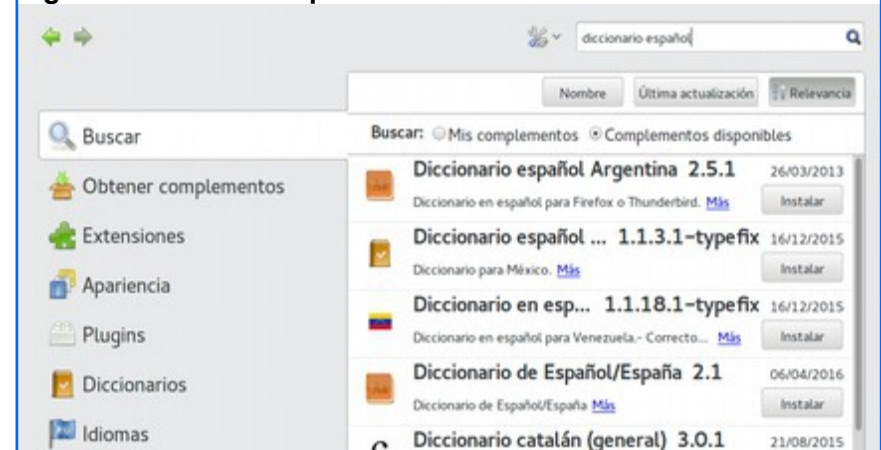 diccionario español
Nombre
Última actualización
Relevancia
Buscar
Buscar: Mis complementos Complementos disponibles
Obtener complementos
Extensiones
Apariencia
Plugins
Diccionarios
Idiomas
Diccionario español Argentina 2.5.1 26/03/2013
Diccionario en español para Firefox o Thunderbird. Más Instalar
Diccionario español ... 1.1.3.1-typefix 16/12/2015
Diccionario para México. Más Instalar
Diccionario en esp... 1.1.18.1-typefix 16/12/2015
Diccionario en español para Venezuela.- Correcto... Más Instalar
Diccionario de Español/España 2.1 06/04/2016
Diccionario de Español/España Más Instalar
Diccionario catalán (general) 3.0.1 21/08/2015